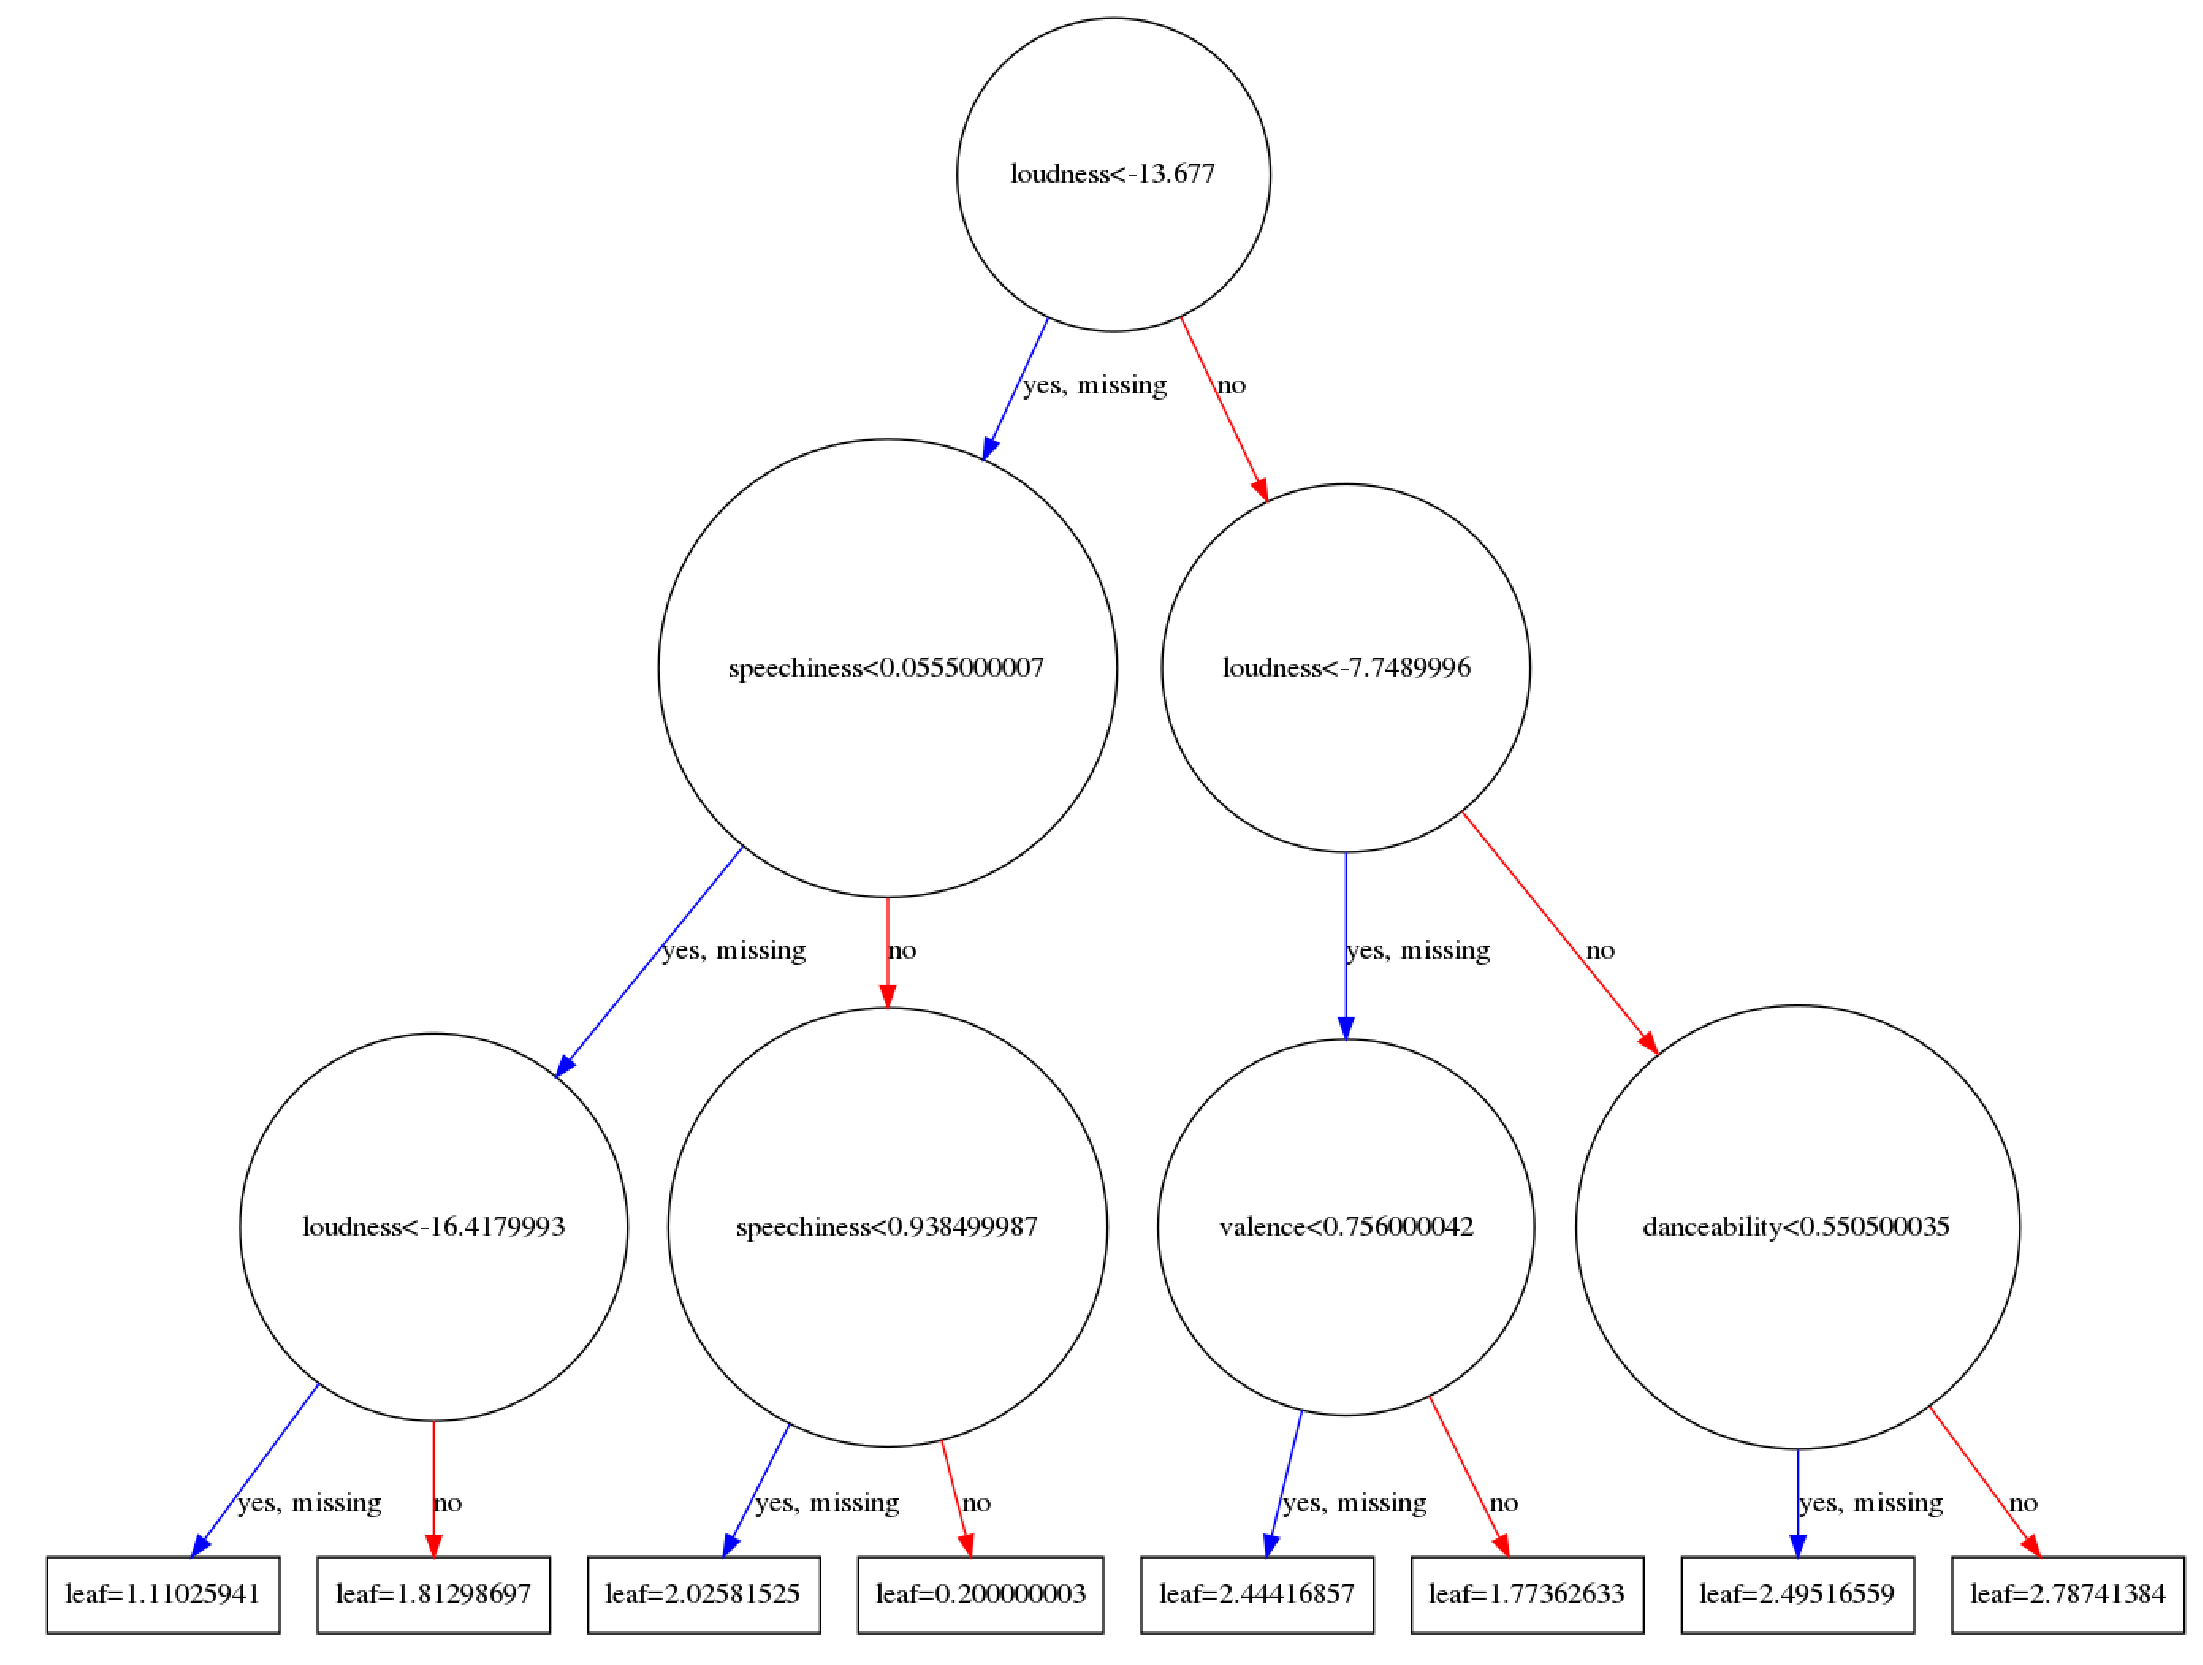 loudness<-13.677
yes, missing
no
speechiness<0.0555000007
loudness<-7.7489996
yes, missing
no
yes, missing
no
loudness<-16.4179993
speechiness<0.938499987
valence<0.756000042
danceability<0.550500035
yes, missing
no
yes, missing
no
yes, missing
no
yes, missing
no
leaf=1.11025941
leaf=1.81298697
leaf=2.02581525
leaf=0.200000003
leaf=2.44416857
leaf=1.77362633
leaf=2.49516559
leaf=2.78741384